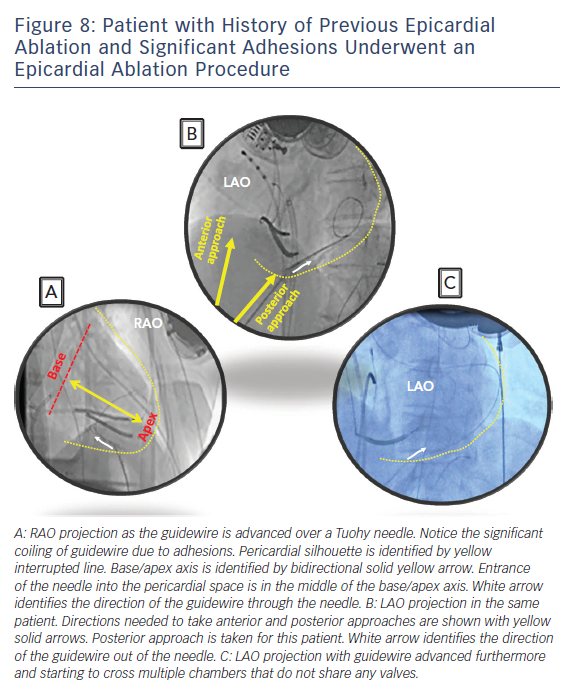 Figure 8: Patient with History of Previous Epicardial
Ablation and Significant Adhesions Underwent an
Epicardial Ablation Procedure
B
LAO
Anterior
approach
Posterior
approach
A
RAO
Base
Apex
C
LAO
A: RAO projection as the guidewire is advanced over a Tuohy needle. Notice the significant
coiling of guidewire due to adhesions. Pericardial silhouette is identified by yellow
interrupted line. Base/apex axis is identified by bidirectional solid yellow arrow. Entrance
of the needle into the pericardial space is in the middle of the base/apex axis. White arrow
identifies the direction of the guidewire through the needle. B: LAO projection in the same
patient. Directions needed to take anterior and posterior approaches are shown with yellow
solid arrows. Posterior approach is taken for this patient. White arrow identifies the direction
of the guidewire out of the needle. C: LAO projection with guidewire advanced furthermore
and starting to cross multiple chambers that do not share any valves.